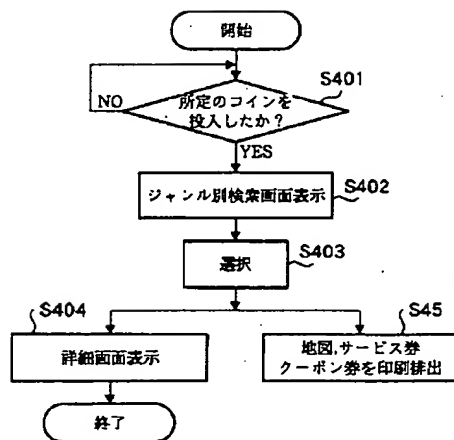 開始
S401
所定のコインを
投入したか?
NO
YES
S402
ジャンル別検索画面表示
S403
選択
S404
詳細画面表示
S45
地図,サービス券
クーポン券を印刷排出
終了